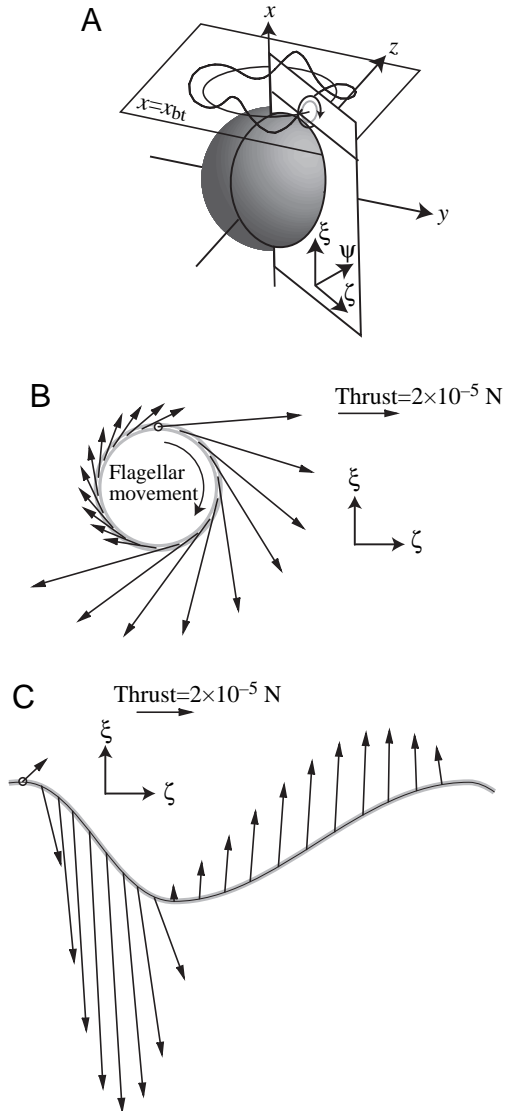 A
x
z
x=x_bt
y
ξ
ψ
ζ
B
Thrust=2×10⁻⁵ N
Flagellar
movement
ξ
ζ
C
Thrust=2×10⁻⁵ N
ξ
ζ